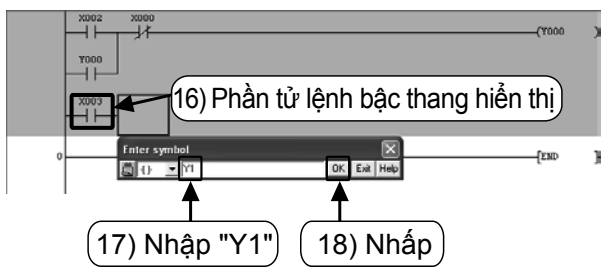 X002 X000
(Y000
Y000
X003
16) Phần tử lệnh bậc thang hiển thị
Enter symbol
0
[END
Y1 OK Exit Help
17) Nhập "Y1" 18) Nhấp